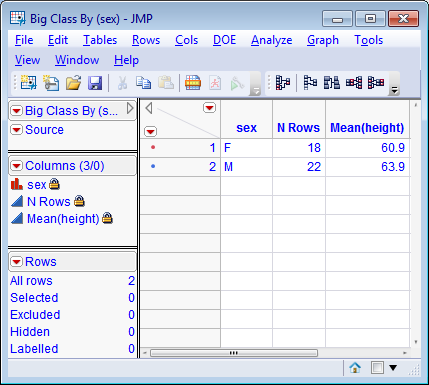 Big Class By (sex) - JMP
File Edit Tables Rows Cols DOE Analyze Graph Tools
View Window Help
Big Class By (s...
Source
Columns (3/0)
sex
N Rows
Mean(height)
Rows
All rows 2
Selected 0
Excluded 0
Hidden 0
Labelled 0
sex N Rows Mean(height)
1 F 18 60.9
2 M 22 63.9